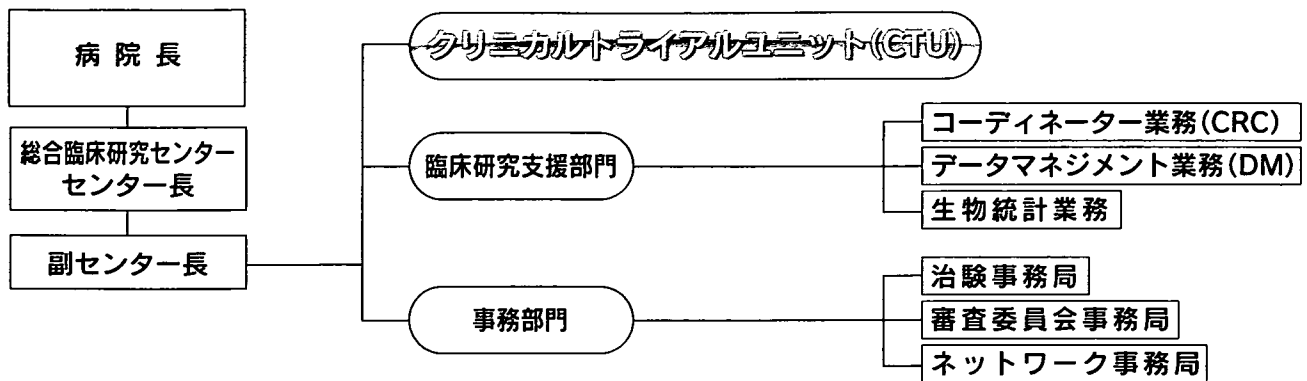 病院長
総合臨床研究センター
センター長
副センター長
クリニカルトライアルユニット(CTU)
臨床研究支援部門
コーディネーター業務(CRC)
データマネジメント業務(DM)
生物統計業務
事務部門
治験事務局
審査委員会事務局
ネットワーク事務局